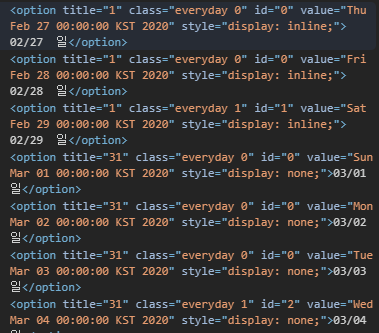 <option title="1" class="everyday 0" id="0" value="Thu
Feb 27 00:00:00 KST 2020" style="display: inline;">
02/27 일</option>
<option title="1" class="everyday 0" id="0" value="Fri
Feb 28 00:00:00 KST 2020" style="display: inline;">
02/28 일</option>
<option title="1" class="everyday 1" id="1" value="Sat
Feb 29 00:00:00 KST 2020" style="display: inline;">
02/29 일</option>
<option title="31" class="everyday 0" id="0" value="Sun
Mar 01 00:00:00 KST 2020" style="display: none;">03/01
일</option>
<option title="31" class="everyday 0" id="0" value="Mon
Mar 02 00:00:00 KST 2020" style="display: none;">03/02
일</option>
<option title="31" class="everyday 0" id="0" value="Tue
Mar 03 00:00:00 KST 2020" style="display: none;">03/03
일</option>
<option title="31" class="everyday 1" id="2" value="Wed
Mar 04 00:00:00 KST 2020" style="display: none;">03/04